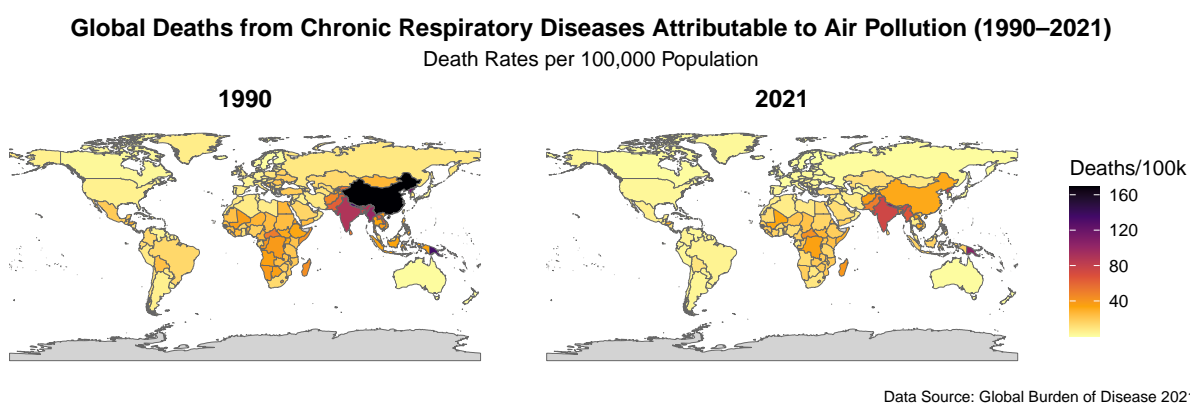 Global Deaths from Chronic Respiratory Diseases Attributable to Air Pollution (1990–2021)
Death Rates per 100,000 Population
1990
2021
Deaths/100k
160
120
80
40
Data Source: Global Burden of Disease 202